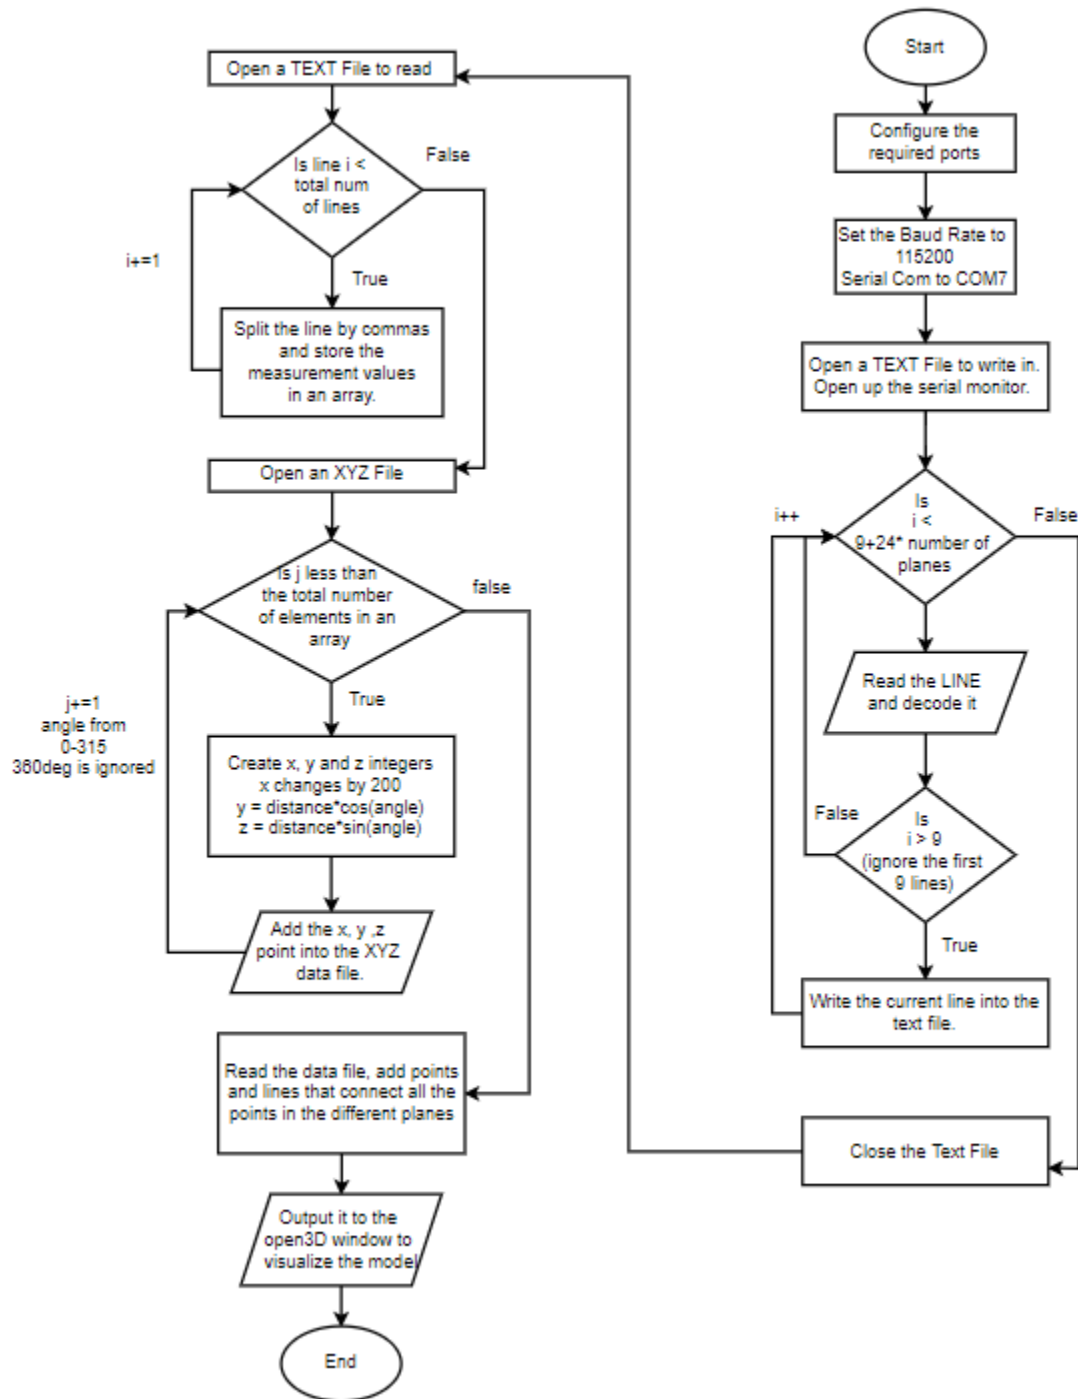 Start
Configure the
required ports
Set the Baud Rate to
115200
Serial Com to COM7
Open a TEXT File to write in.
Open up the serial monitor.
i++
Is
i <
9+24* number of
planes
False
Read the LINE
and decode it
False
Is
i > 9
(ignore the first
9 lines)
True
Write the current line into the
text file.
Close the Text File
Open a TEXT File to read
Is line i <
total num
of lines
False
i+=1
True
Split the line by commas
and store the
measurement values
in an array.
Open an XYZ File
Is j less than
the total number
of elements in an
array
false
True
j+=1
angle from
0-315
360deg is ignored
Create x, y and z integers
x changes by 200
y = distance*cos(angle)
z = distance*sin(angle)
Add the x, y ,z
point into the XYZ
data file.
Read the data file, add points
and lines that connect all the
points in the different planes
Output it to the
open3D window to
visualize the model
End